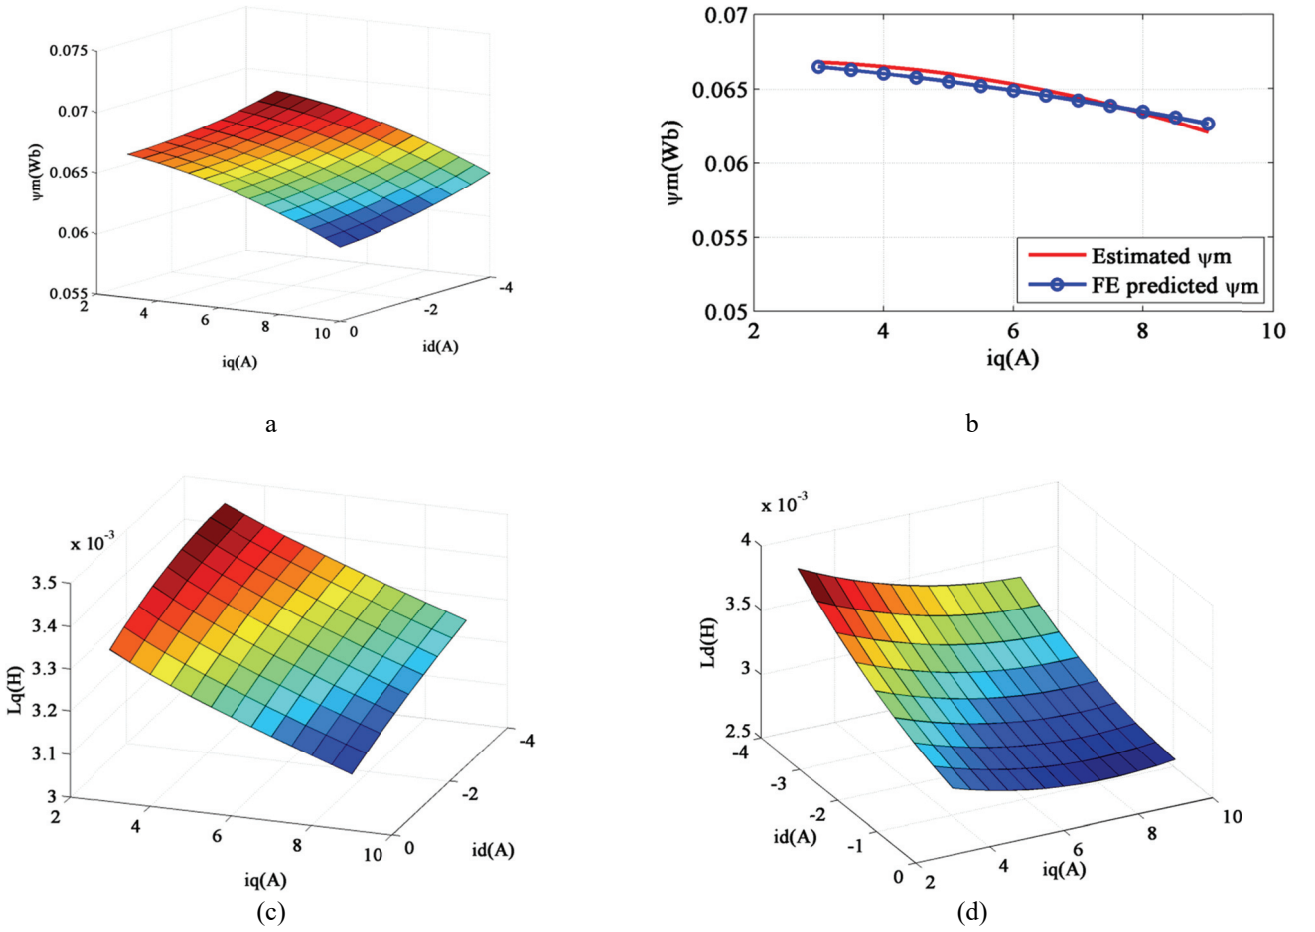 0.075
0.07
0.065
0.06
0.055
ψm(Wb)
2
4
6
8
10
iq(A)
0
-2
-4
id(A)
a
0.07
0.065
0.06
0.055
0.05
ψm(Wb)
2
4
6
8
10
iq(A)
Estimated ψm
FE predicted ψm
b
x 10-3
3.5
3.4
3.3
3.2
3.1
3
Lq(H)
2
4
6
8
10
iq(A)
0
-2
-4
id(A)
(c)
x 10-3
4
3.5
3
2.5
Ld(H)
-4
-3
-2
-1
0
id(A)
2
4
6
8
10
iq(A)
(d)